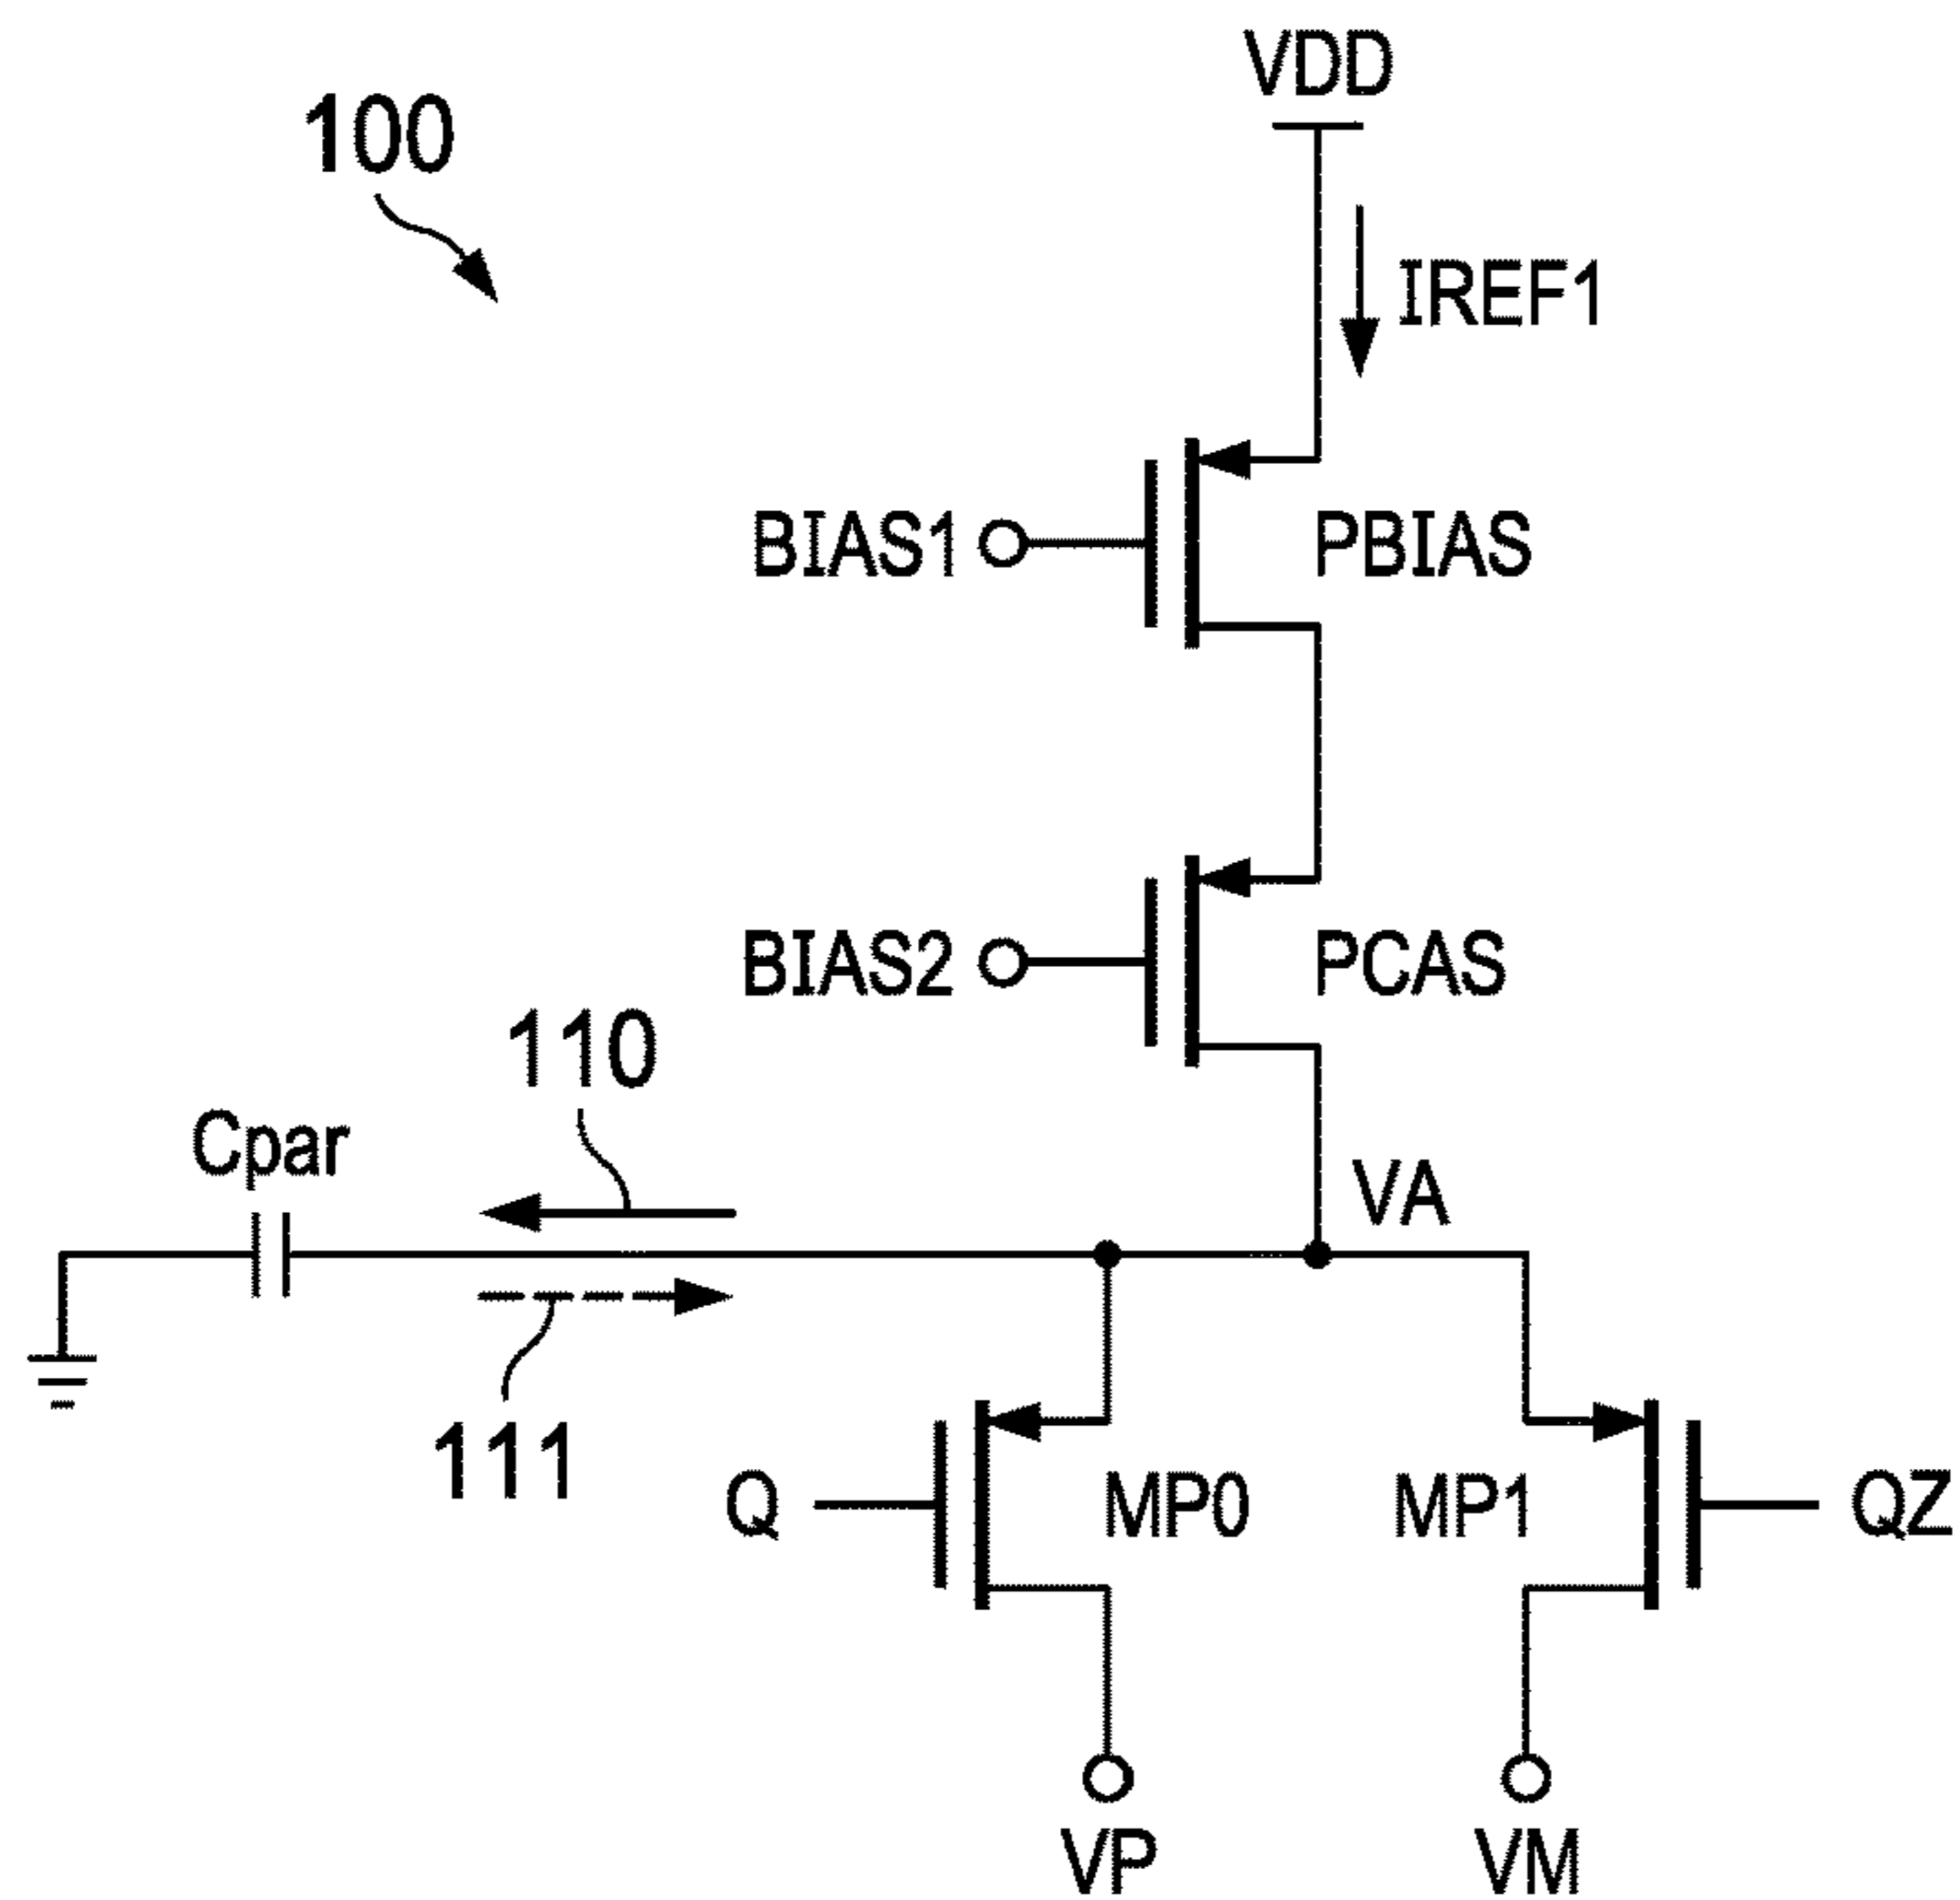 VDD
100
IREF1
BIAS1
PBIAS
BIAS2
PCAS
110
Cpar
VA
111
Q
MP0
MP1
QZ
VP
VM